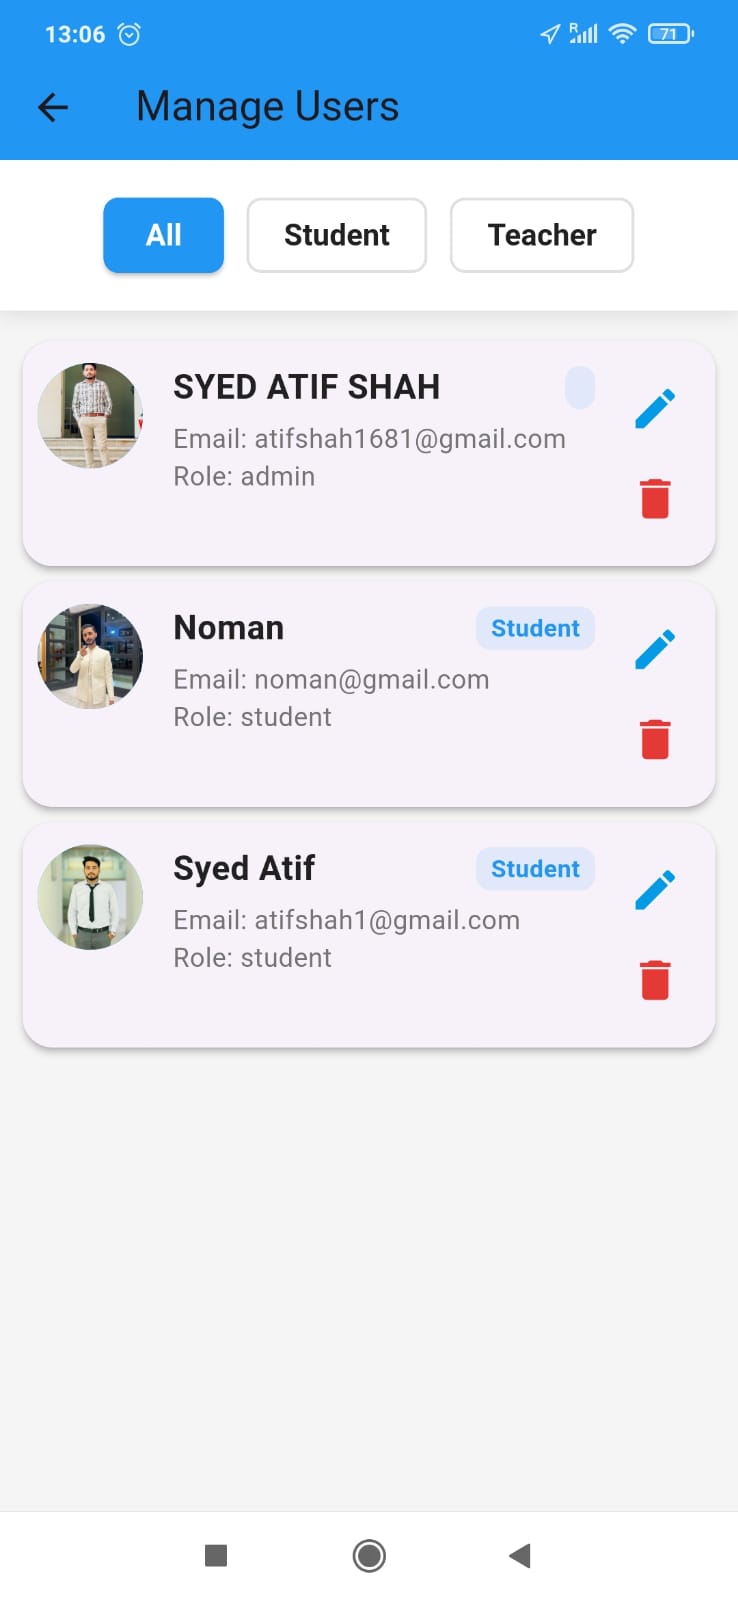 13:06
R
71
Manage Users
All Student Teacher
SYED ATIF SHAH
Email: atifshah1681@gmail.com
Role: admin
Noman Student
Email: noman@gmail.com
Role: student
Syed Atif Student
Email: atifshah1@gmail.com
Role: student